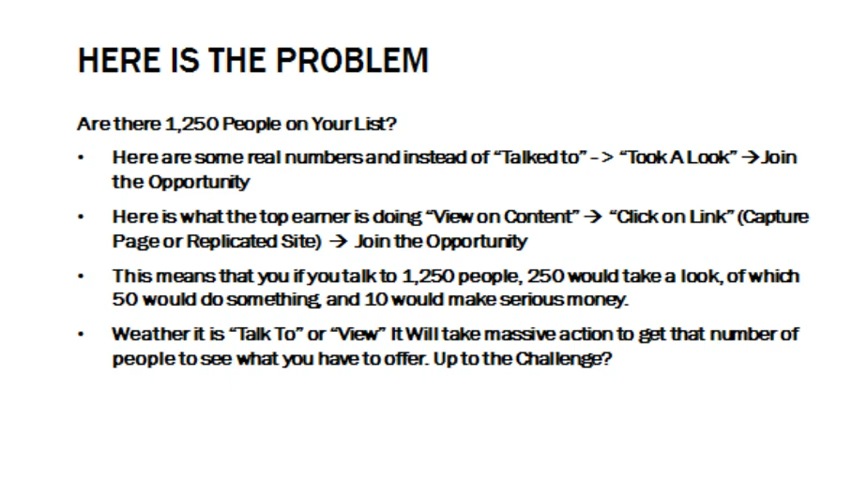 HERE IS THE PROBLEM
Are there 1,250 People on Your List?
• Here are some real numbers and instead of “Talked to” - > “Took A Look” → Join
the Opportunity
• Here is what the top earner is doing “View on Content” → “Click on Link” (Capture
Page or Replicated Site) → Join the Opportunity
• This means that you if you talk to 1,250 people, 250 would take a look, of which
50 would do something, and 10 would make serious money.
• Weather it is “Talk To” or “View” It Will take massive action to get that number of
people to see what you have to offer. Up to the Challenge?